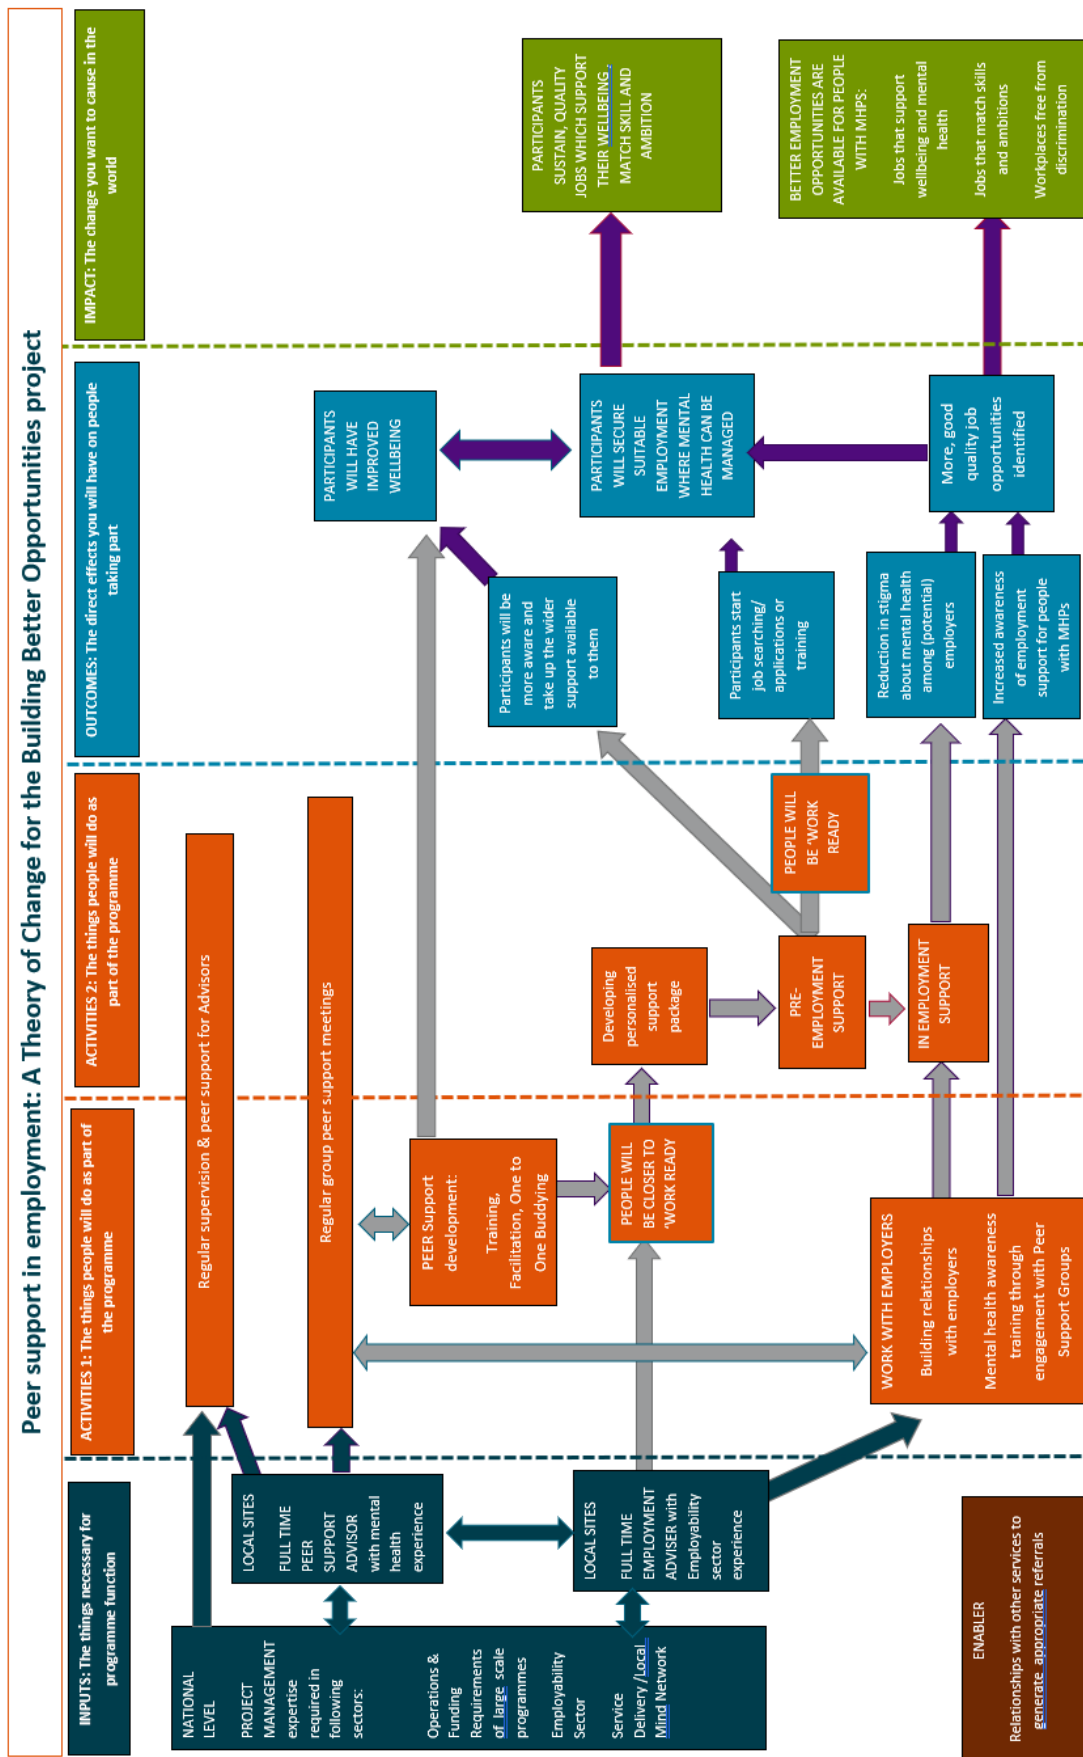 Peer support in employment: A Theory of Change for the Building Better Opportunities project
INPUTS: The things necessary for
programme function
ACTIVITIES 1: The things people will do as part of
the programme
ACTIVITIES 2: The things people will do as
part of the programme
OUTCOMES: The direct effects you will have on people
taking part
IMPACT: The change you want to cause in the
world
NATIONAL
LEVEL
PROJECT
MANAGEMENT
expertise
required in
following
sectors:
Operations &
Funding
Requirements
of large scale
programmes
Employability
Sector
Service
Delivery /Local
Mind Network
LOCAL SITES
FULL TIME
PEER
SUPPORT
ADVISOR
with mental
health
experience
LOCAL SITES
FULL TIME
EMPLOYMENT
ADVISER with
Employability
sector
experience
ENABLER
Relationships with other services to
generate appropriate referrals
Regular supervision & peer support for Advisors
Regular group peer support meetings
PEER Support
development:
Training,
Facilitation, One to
One Buddying
PEOPLE WILL
BE CLOSER TO
'WORK READY
WORK WITH EMPLOYERS
Building relationships
with employers
Mental health awareness
training through
engagement with Peer
Support Groups
Developing
personalised
support
package
PRE-
EMPLOYMENT
SUPPORT
IN EMPLOYMENT
SUPPORT
PEOPLE WILL
BE 'WORK
READY
PARTICIPANTS
WILL HAVE
IMPROVED
WELLBEING
Participants will be
more aware and
take up the wider
support available
to them
PARTICIPANTS
WILL SECURE
SUITABLE
EMPLOYMENT
WHERE MENTAL
HEALTH CAN BE
MANAGED
Participants start
job searching/
applications or
training
Reduction in stigma
about mental health
among (potential)
employers
Increased awareness
of employment
support for people
with MHPs
More, good
quality job
opportunities
identified
PARTICIPANTS
SUSTAIN, QUALITY
JOBS WHICH SUPPORT
THEIR WELLBEING ,
MATCH SKILL AND
AMBITION
BETTER EMPLOYMENT
OPPORTUNITIES ARE
AVAILABLE FOR PEOPLE
WITH MHPS:
Jobs that support
wellbeing and mental
health
Jobs that match skills
and ambitions
Workplaces free from
discrimination